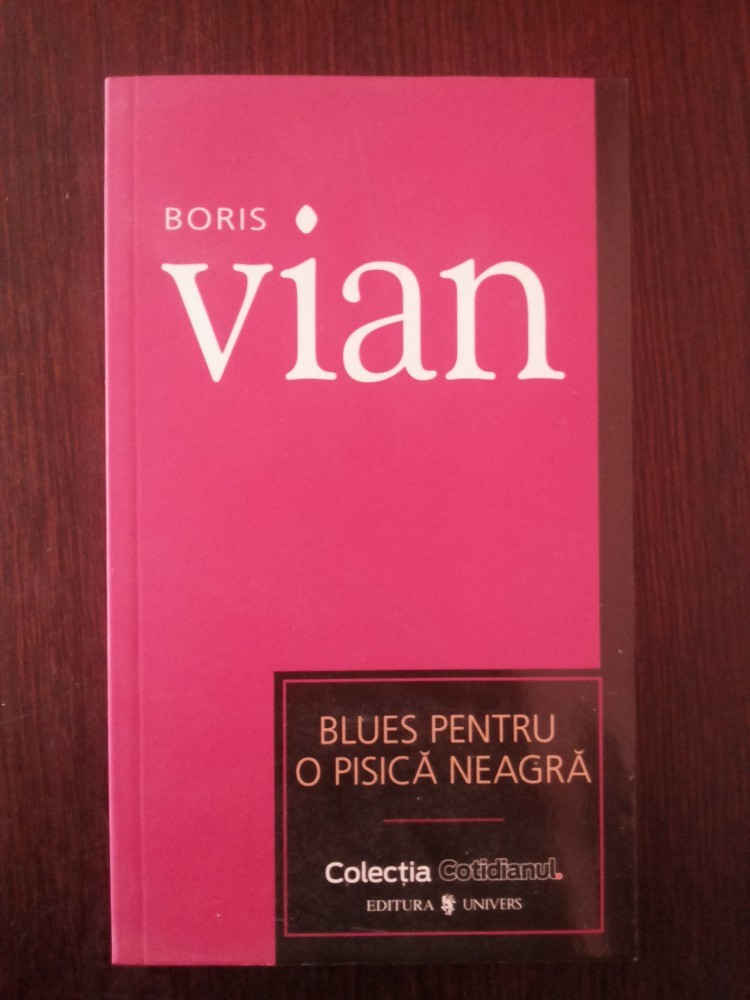 BORIS
vian
BLUES PENTRU
O PISICĂ NEAGRĂ
Colecția Cotidianul.
EDITURA UNIVERS